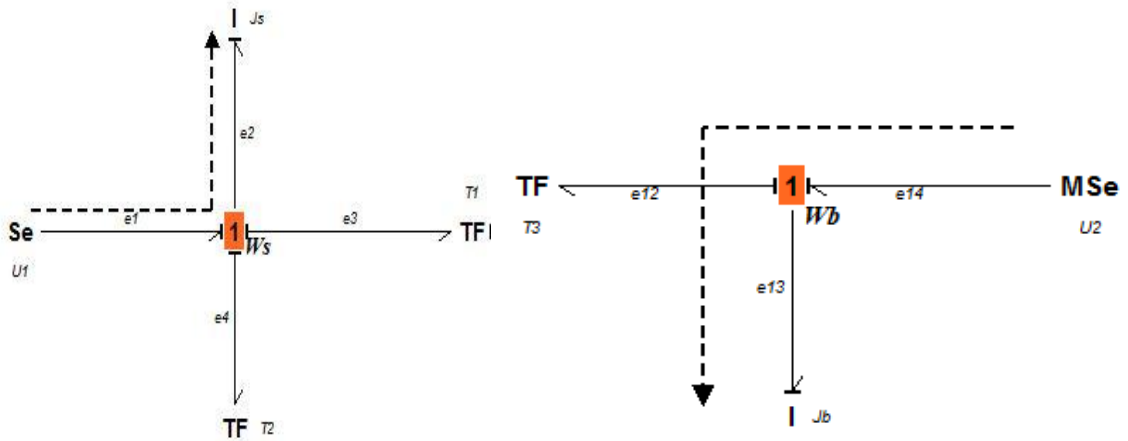 I Js
e2
T1
Se e1 1 e3 TF
Ws
U1
e4
TF T2
TF e12 1 e14 MSe
T3 Wb U2
e13
I Jb